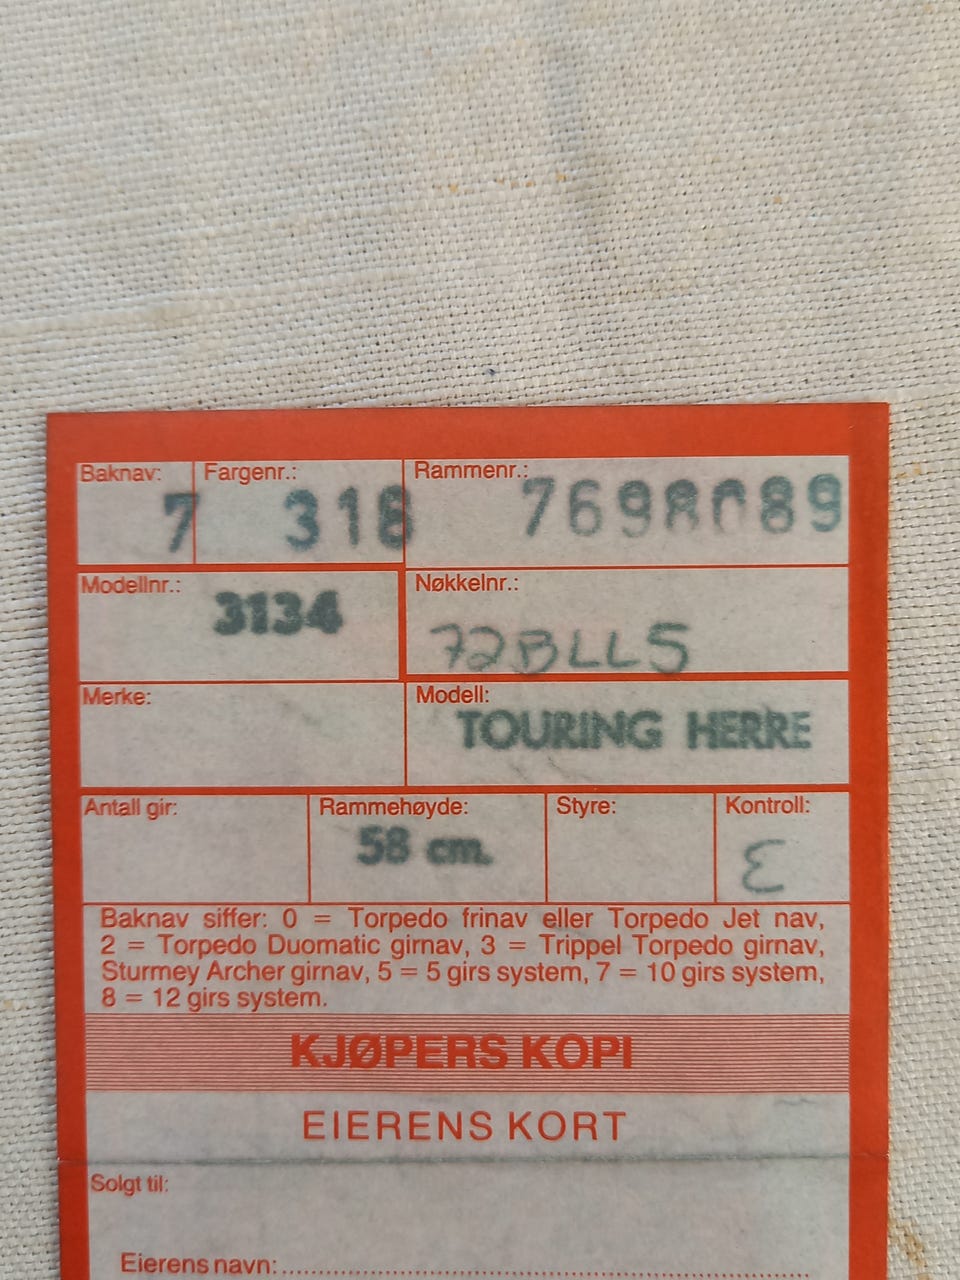 Baknav: Fargenr.: Rammenr.:
7 318
Modellnr.: Nøkkelnr.:
3134 72BLL5
Merke: Modell:
TOURING HERRE
Antall gir: Rammehøyde: Styre: Kontroll:
58 cm. E
Baknav siffer: 0 = Torpedo frinav eller Torpedo Jet nav,
2 = Torpedo Duomatic girnav, 3 = Trippel Torpedo girnav,
Sturmey Archer girnav, 5 = 5 girs system, 7 = 10 girs system,
8 = 12 girs system.
KJØPERS KOPI
EIERENS KORT
Solgt til:
Eierens navn: